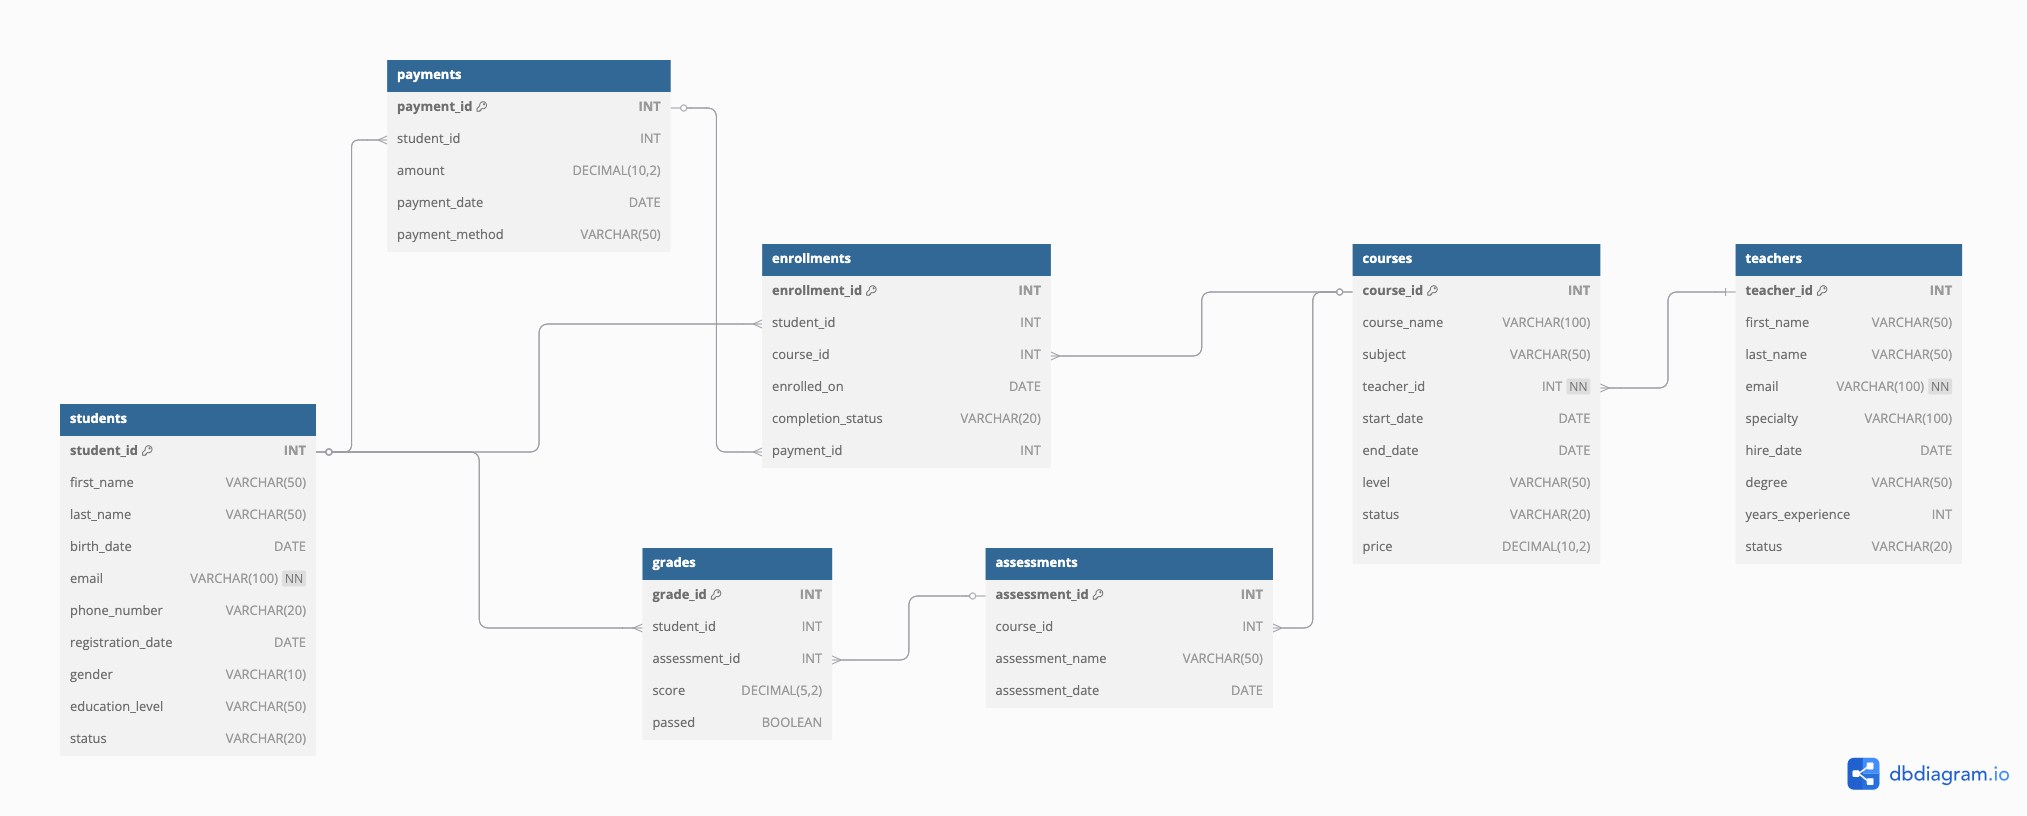 payments
payment_id INT
student_id INT
amount DECIMAL(10,2)
payment_date DATE
payment_method VARCHAR(50)
enrollments
enrollment_id INT
student_id INT
course_id INT
enrolled_on DATE
completion_status VARCHAR(20)
payment_id INT
courses
course_id INT
course_name VARCHAR(100)
subject VARCHAR(50)
teacher_id INT NN
start_date DATE
end_date DATE
level VARCHAR(50)
status VARCHAR(20)
price DECIMAL(10,2)
teachers
teacher_id INT
first_name VARCHAR(50)
last_name VARCHAR(50)
email VARCHAR(100) NN
specialty VARCHAR(100)
hire_date DATE
degree VARCHAR(50)
years_experience INT
status VARCHAR(20)
students
student_id INT
first_name VARCHAR(50)
last_name VARCHAR(50)
birth_date DATE
email VARCHAR(100) NN
phone_number VARCHAR(20)
registration_date DATE
gender VARCHAR(10)
education_level VARCHAR(50)
status VARCHAR(20)
grades
grade_id INT
student_id INT
assessment_id INT
score DECIMAL(5,2)
passed BOOLEAN
assessments
assessment_id INT
course_id INT
assessment_name VARCHAR(50)
assessment_date DATE
dbdiagram.io